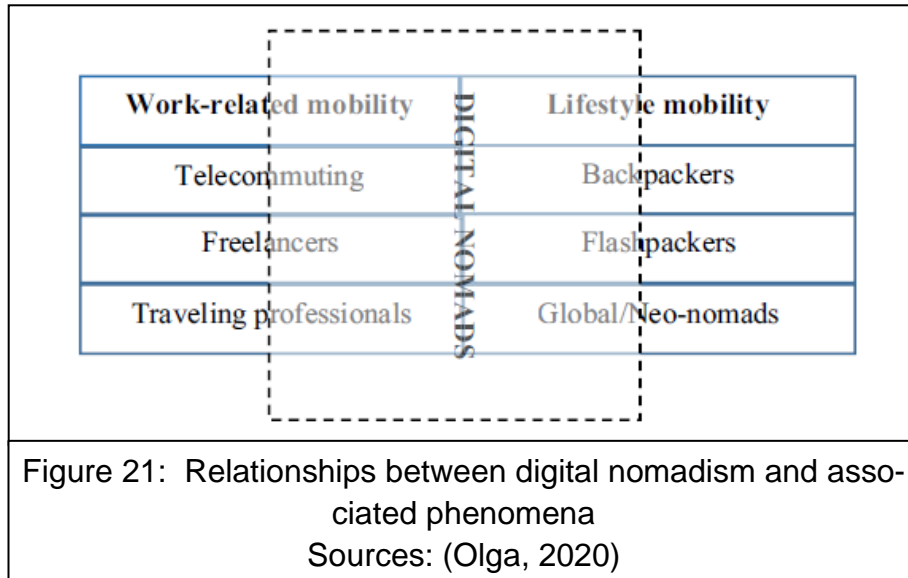 Work-related mobility Lifestyle mobility
Telecommuting Backpackers
Freelancers Flashpackers
Traveling professionals Global/Neo-nomads
DIGITAL NOMADS
Figure 21: Relationships between digital nomadism and asso-
ciated phenomena
Sources: (Olga, 2020)